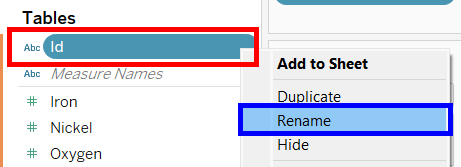 Tables
Abc Id
Abc Measure Names
# Iron
# Nickel
# Oxygen
Add to Sheet
Duplicate
Rename
Hide